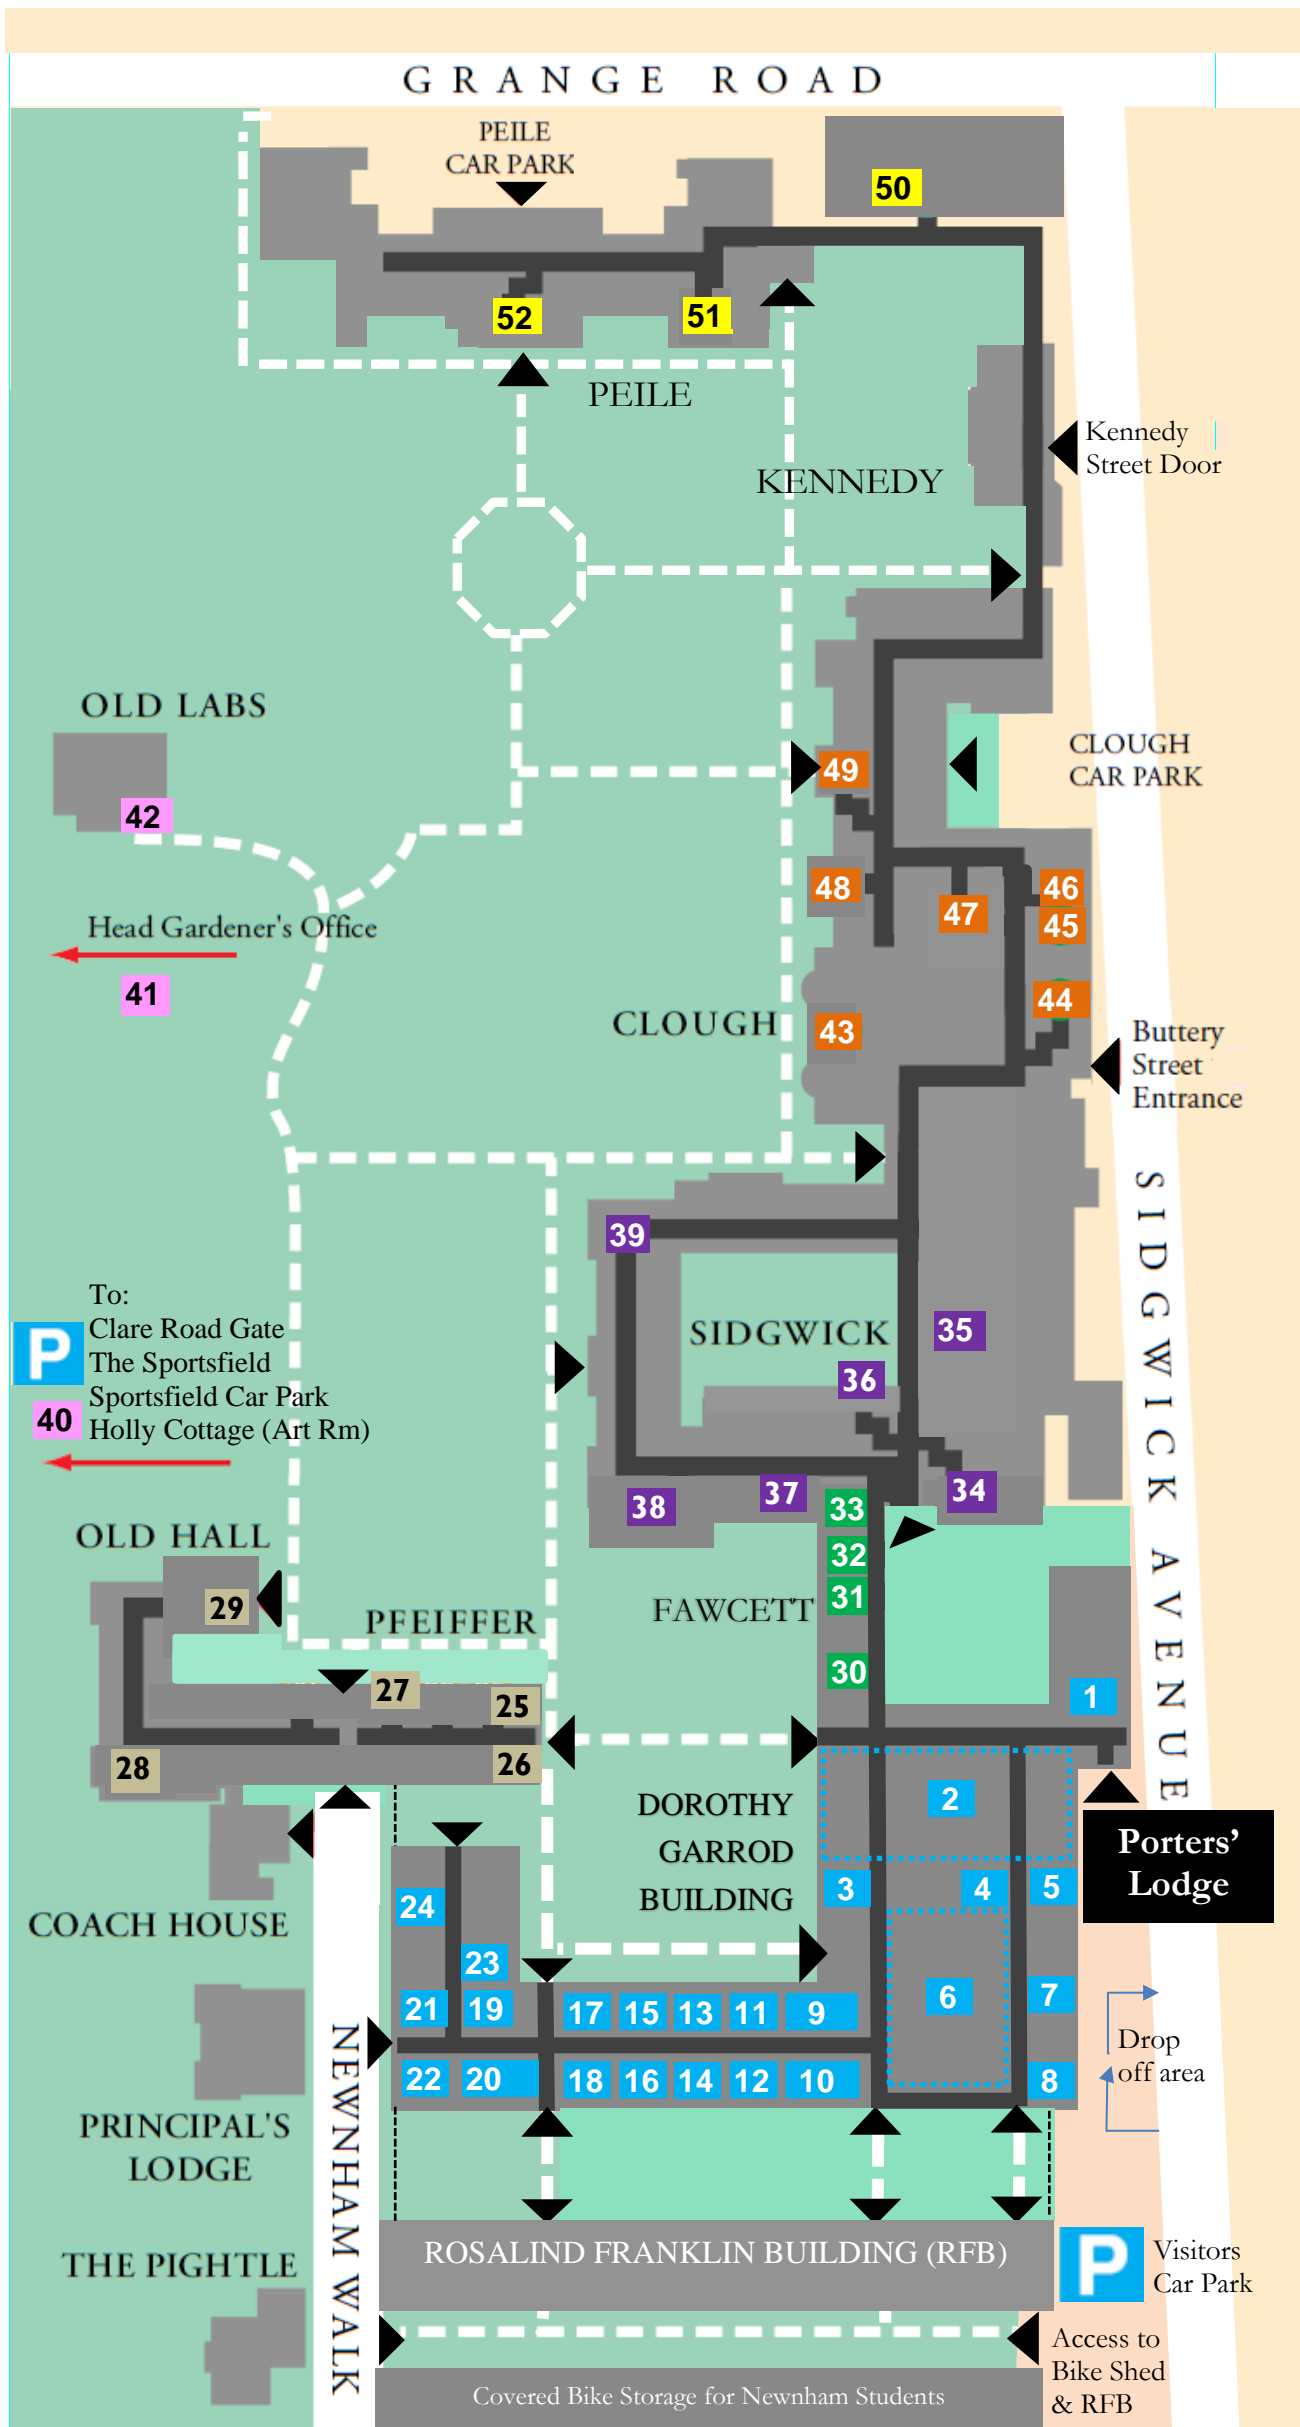 GRANGE ROAD
PEILE
CAR PARK
50
52
51
PEILE
Kennedy
Street Door
KENNEDY
OLD LABS
42
49
CLOUGH
CAR PARK
48
46
47
45
Head Gardener's Office
41
44
CLOUGH
43
Buttery
Street
Entrance
SIDGWICK AVENUE
39
To:
P
Clare Road Gate
The Sportsfield
Sportsfield Car Park
40
Holly Cottage (Art Rm)
SIDGWICK
35
36
34
37
38
33
OLD HALL
32
31
29
FAWCETT
PFEIFFER
30
27
25
1
28
26
2
DOROTHY
GARROD
BUILDING
Porters'
Lodge
3
4
5
24
COACH HOUSE
23
6
7
21
19
17
15
13
11
9
Drop
off area
22
20
18
16
14
12
10
8
NEWNHAM WALK
PRINCIPAL'S
LODGE
ROSALIND FRANKLIN BUILDING (RFB)
THE PIGHTLE
P
Visitors
Car Park
Access to
Bike Shed
& RFB
Covered Bike Storage for Newnham Students